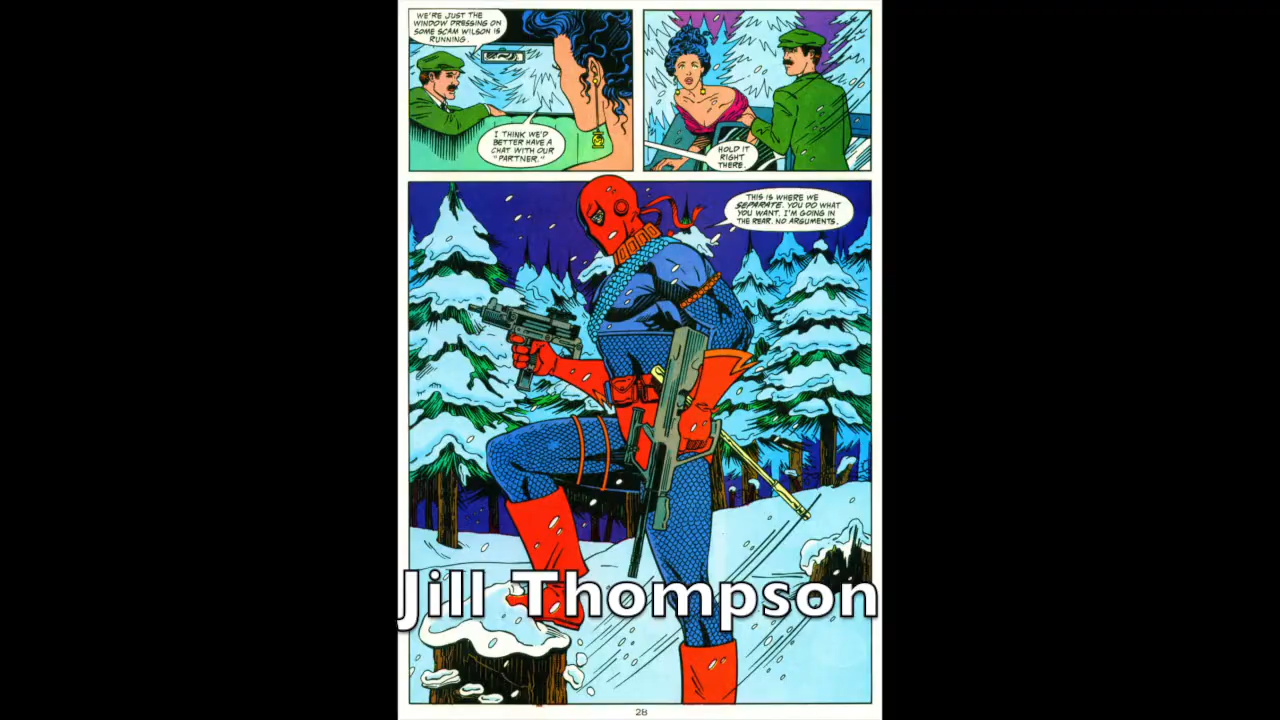 WE'RE JUST THE
WINDOW DRESSING ON
SOME SCAM WILSON IS
RUNNING.
I THINK WE'D
BETTER HAVE A
CHAT WITH OUR
"PARTNER."
HOLD IT
RIGHT
THERE.
THIS IS WHERE WE
SEPARATE. YOU DO WHAT
YOU WANT. I'M GOING IN
THE REAR. NO ARGUMENTS.
Jill Thompson
28